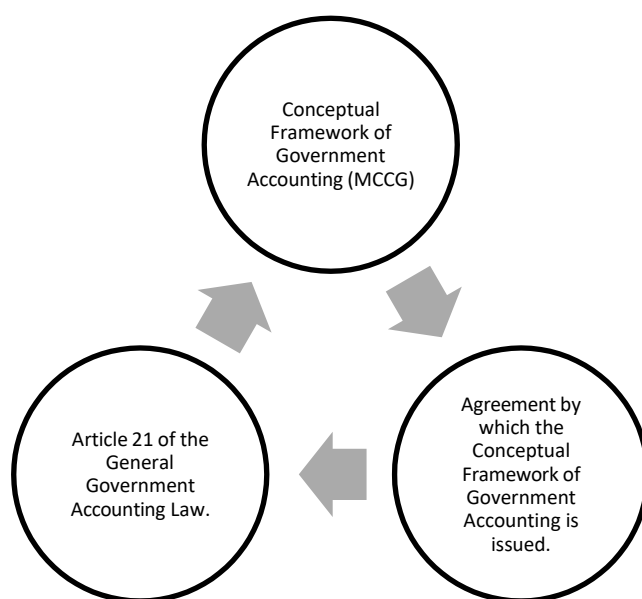 Conceptual
Framework of
Government
Accounting (MCCG)
Agreement by
which the
Conceptual
Framework of
Government
Accounting is
issued.
Article 21 of the
General
Government
Accounting Law.